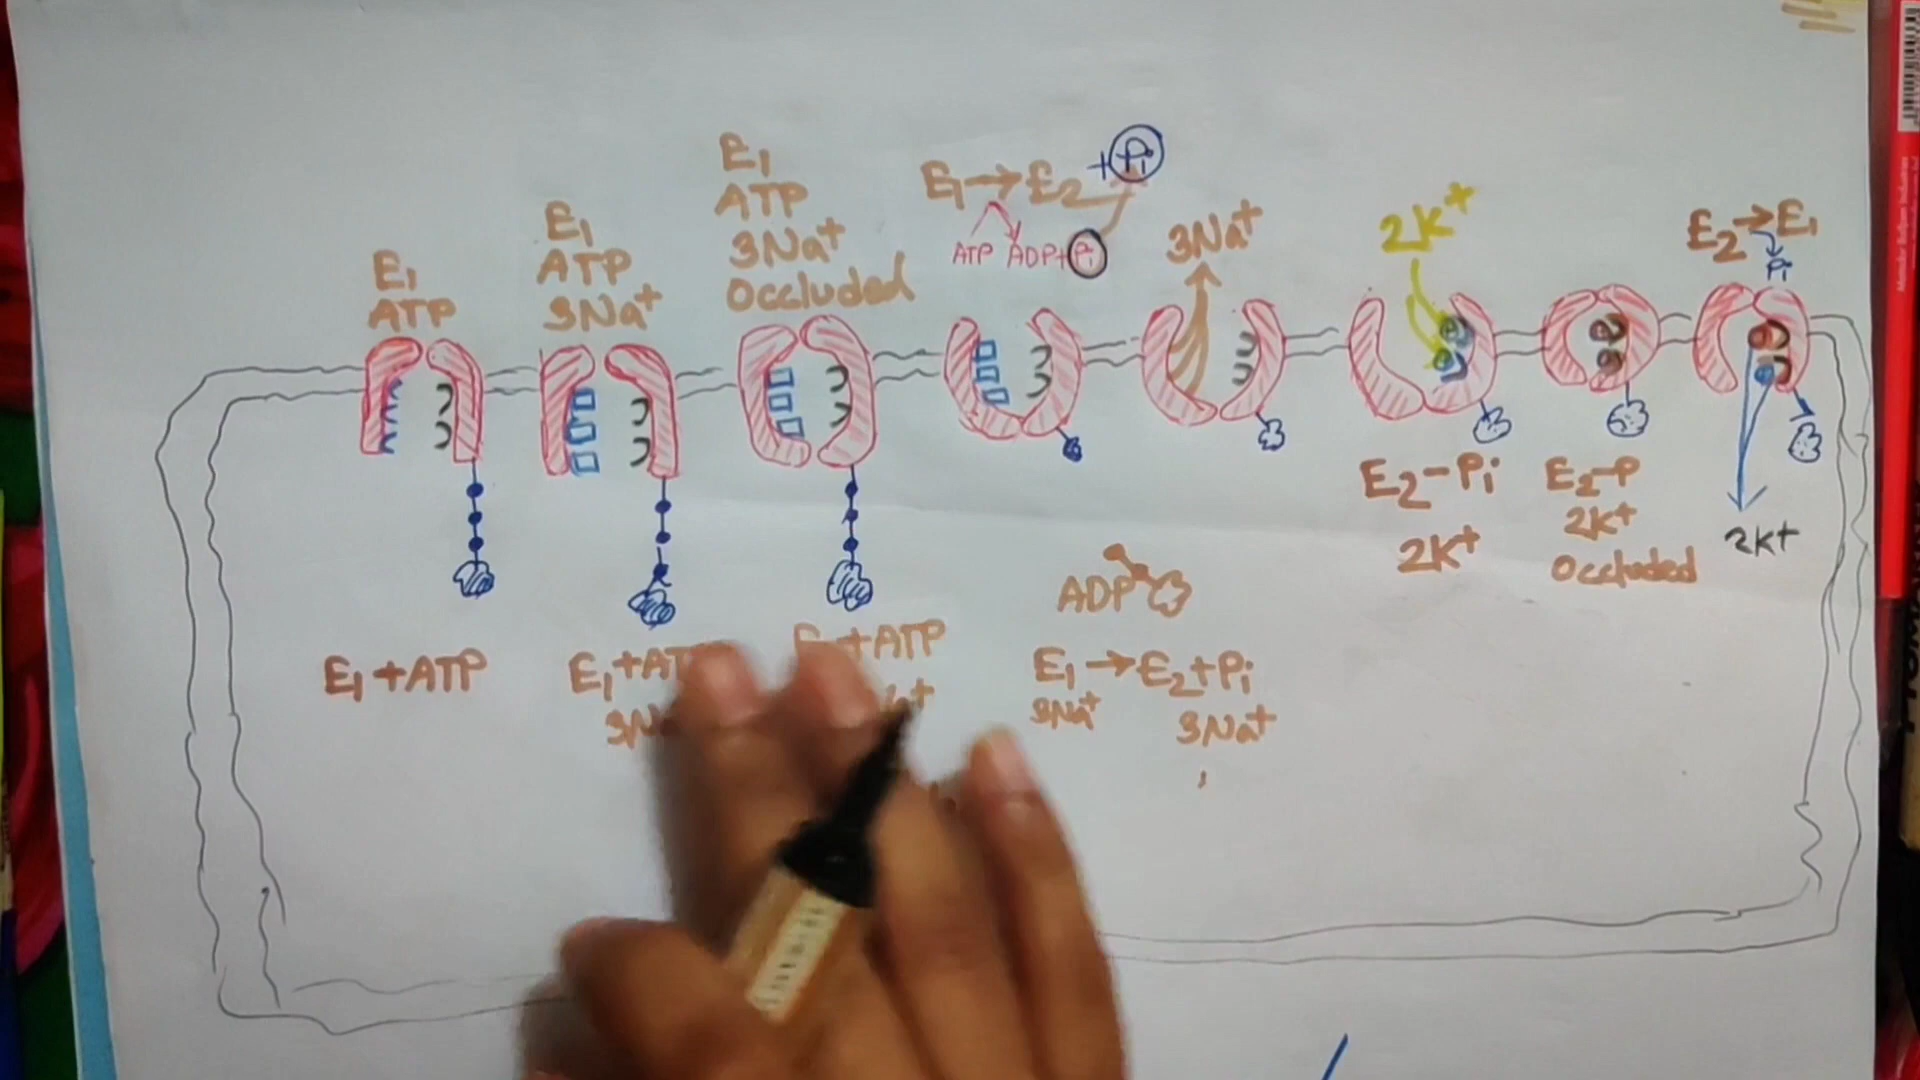 E1
ATP
E1
ATP
3Na+
E1
ATP
3Na+
Occluded
E1→E2 +Pi
ATP ADP+Pi
3Na+
2K+
E2→E1
Pi
E1+ATP
E1+AT
+ATP
ADP
E1→E2+Pi
3Na+ 3Na+
E2-Pi
2K+
E2-P
2K+
Occluded
2K+